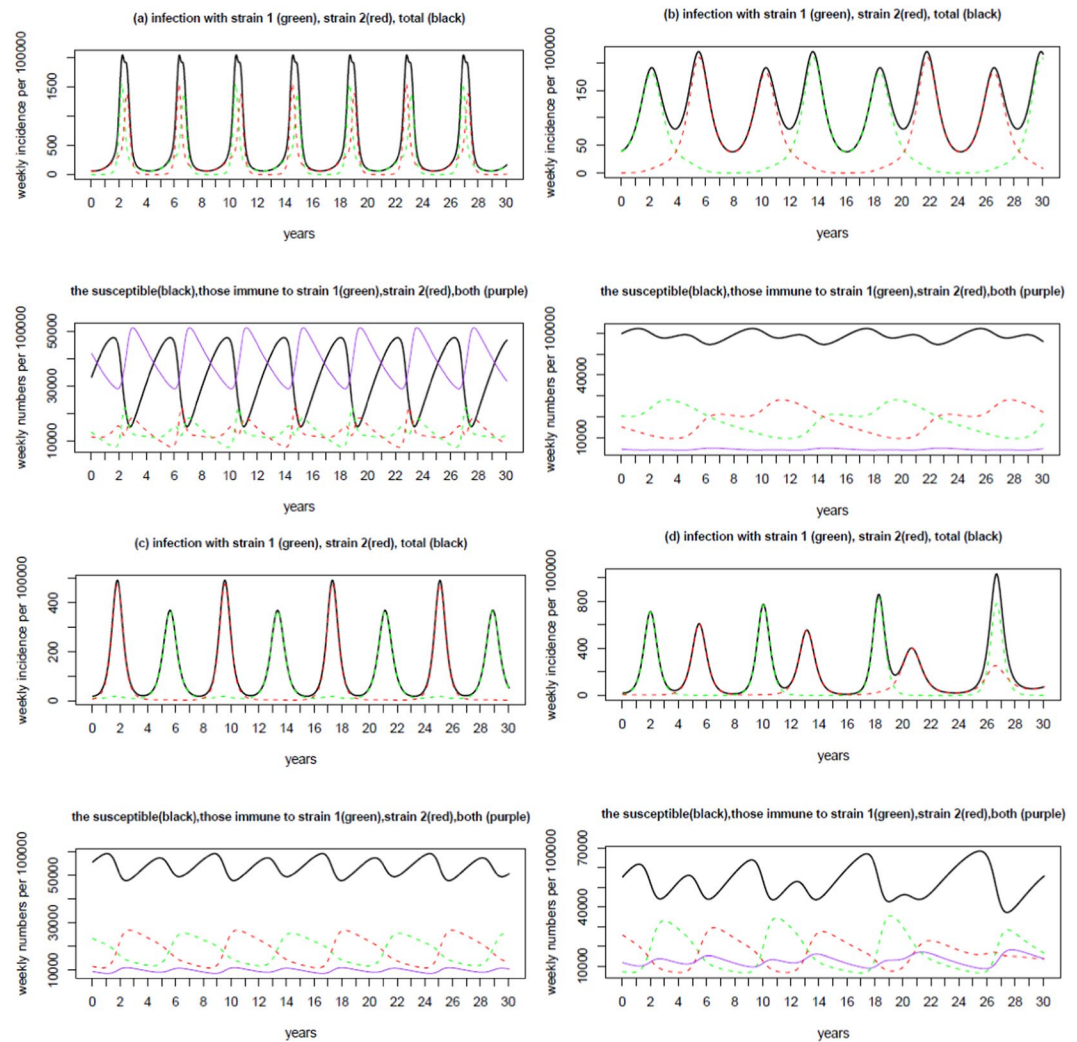 (a) infection with strain 1 (green), strain 2(red), total (black)
weekly incidence per 100000
1500
500
0
0 2 4 6 8 10 12 14 16 18 20 22 24 26 28 30
years
(b) infection with strain 1 (green), strain 2(red), total (black)
weekly incidence per 100000
150
50
0
0 2 4 6 8 10 12 14 16 18 20 22 24 26 28 30
years
the susceptible(black),those immune to strain 1(green),strain 2(red),both (purple)
weekly numbers per 100000
50000
30000
10000
0 2 4 6 8 10 12 14 16 18 20 22 24 26 28 30
years
the susceptible(black),those immune to strain 1(green),strain 2(red),both (purple)
weekly numbers per 100000
40000
10000
0 2 4 6 8 10 12 14 16 18 20 22 24 26 28 30
years
(c) infection with strain 1 (green), strain 2(red), total (black)
weekly incidence per 100000
400
200
0
0 2 4 6 8 10 12 14 16 18 20 22 24 26 28 30
years
(d) infection with strain 1 (green), strain 2(red), total (black)
weekly incidence per 100000
800
400
0
0 2 4 6 8 10 12 14 16 18 20 22 24 26 28 30
years
the susceptible(black),those immune to strain 1(green),strain 2(red),both (purple)
weekly numbers per 100000
50000
30000
10000
0 2 4 6 8 10 12 14 16 18 20 22 24 26 28 30
years
the susceptible(black),those immune to strain 1(green),strain 2(red),both (purple)
weekly numbers per 100000
70000
40000
10000
0 2 4 6 8 10 12 14 16 18 20 22 24 26 28 30
years